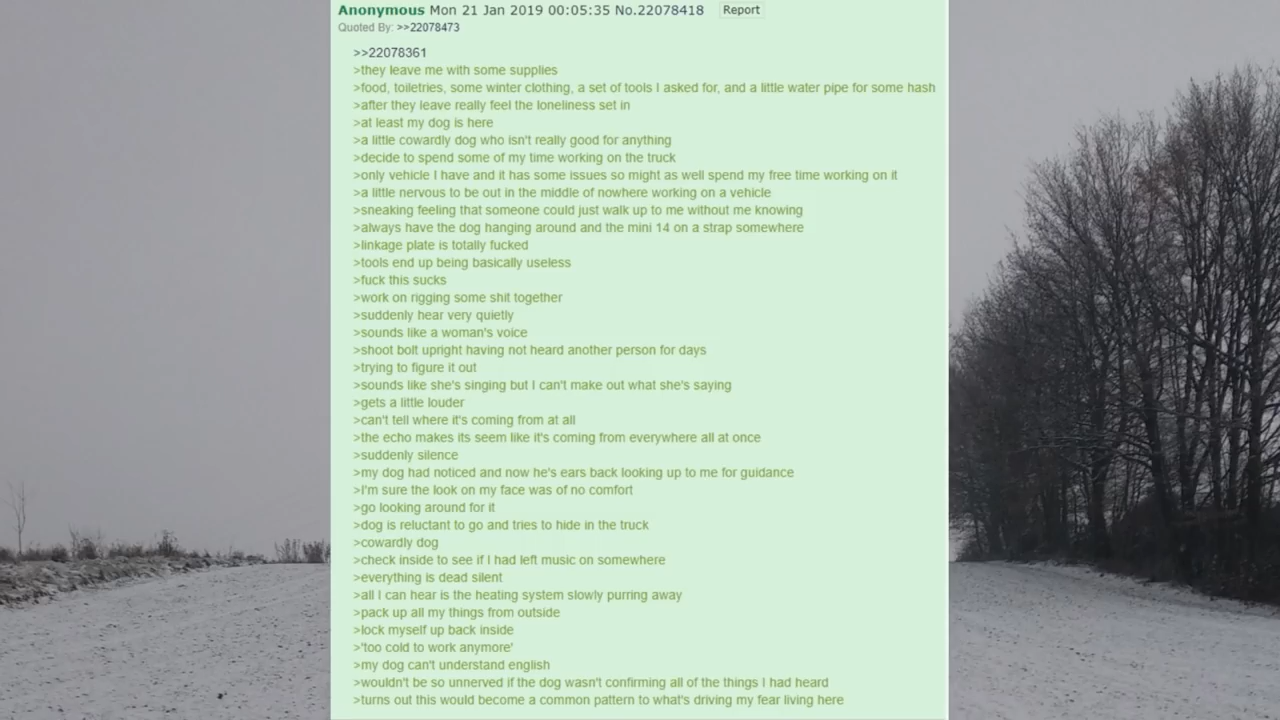 Anonymous Mon 21 Jan 2019 00:05:35 No.22078418 Report
Quoted By: >>22078473
>>22078361
>they leave me with some supplies
>food, toiletries, some winter clothing, a set of tools I asked for, and a little water pipe for some hash
>after they leave really feel the loneliness set in
>at least my dog is here
>a little cowardly dog who isn't really good for anything
>decide to spend some of my time working on the truck
>only vehicle I have and it has some issues so might as well spend my free time working on it
>a little nervous to be out in the middle of nowhere working on a vehicle
>sneaking feeling that someone could just walk up to me without me knowing
>always have the dog hanging around and the mini 14 on a strap somewhere
>linkage plate is totally fucked
>tools end up being basically useless
>fuck this sucks
>work on rigging some shit together
>suddenly hear very quietly
>sounds like a woman's voice
>shoot bolt upright having not heard another person for days
>trying to figure it out
>sounds like she's singing but I can't make out what she's saying
>gets a little louder
>can't tell where it's coming from at all
>the echo makes its seem like it's coming from everywhere all at once
>suddenly silence
>my dog had noticed and now he's ears back looking up to me for guidance
>I'm sure the look on my face was of no comfort
>go looking around for it
>dog is reluctant to go and tries to hide in the truck
>cowardly dog
>check inside to see if I had left music on somewhere
>everything is dead silent
>all I can hear is the heating system slowly purring away
>pack up all my things from outside
>lock myself up back inside
>'too cold to work anymore'
>my dog can't understand english
>wouldn't be so unnerved if the dog wasn't confirming all of the things I had heard
>turns out this would become a common pattern to what's driving my fear living here